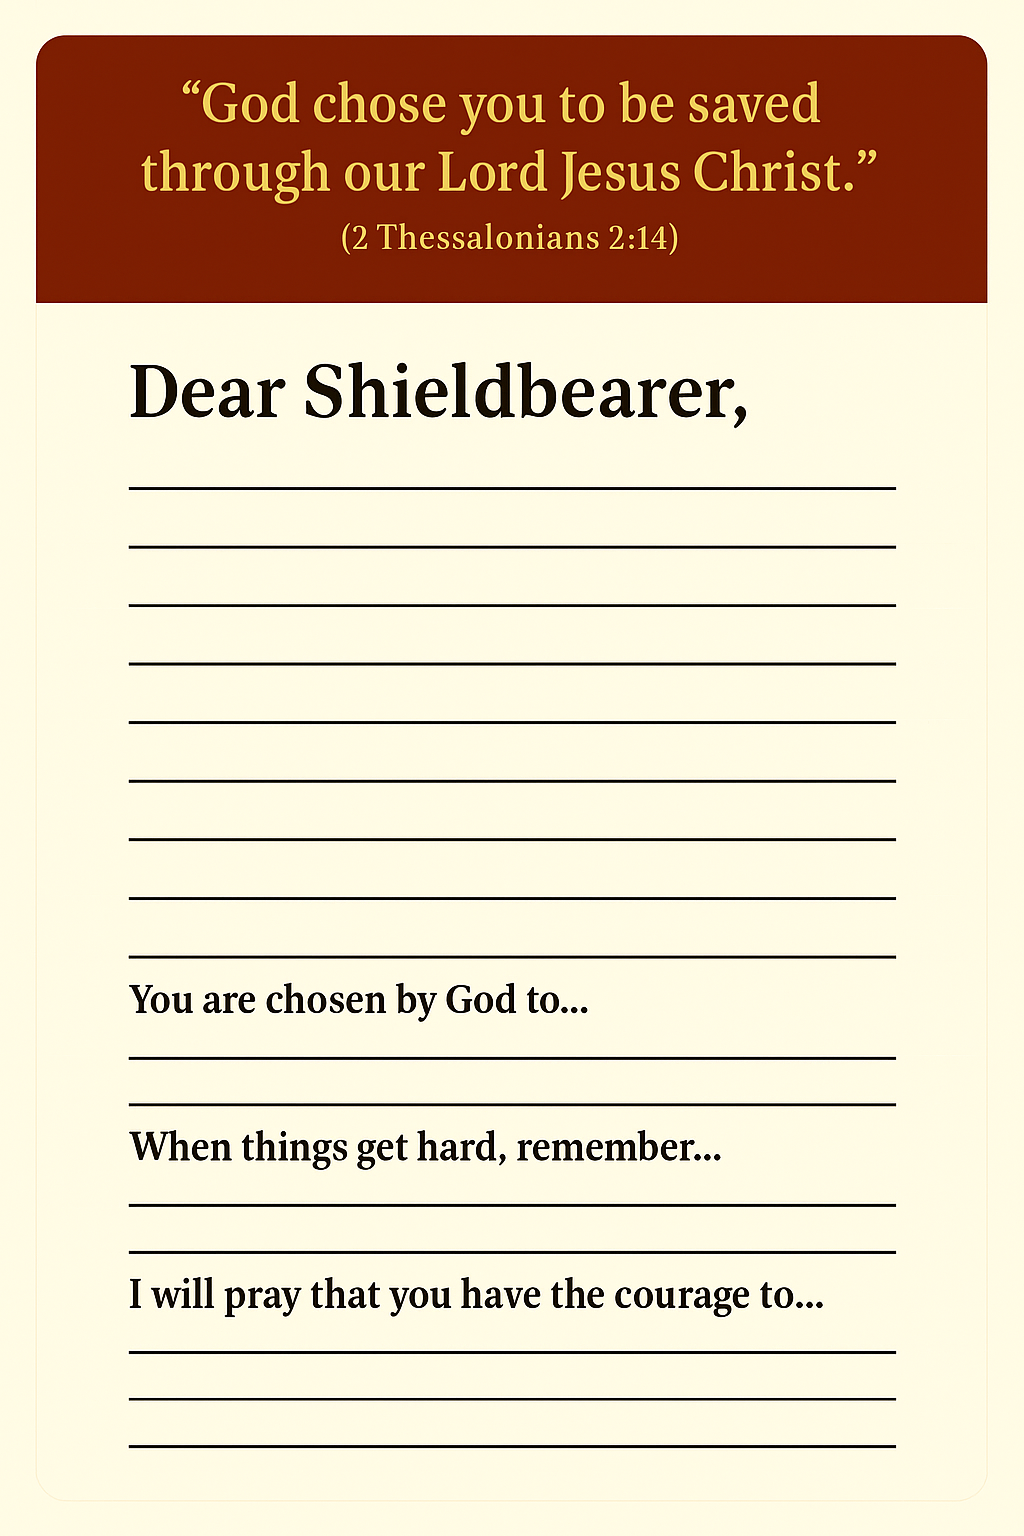 “God chose you to be saved
through our Lord Jesus Christ.”
(2 Thessalonians 2:14)
Dear Shieldbearer,
You are chosen by God to...
When things get hard, remember...
I will pray that you have the courage to...